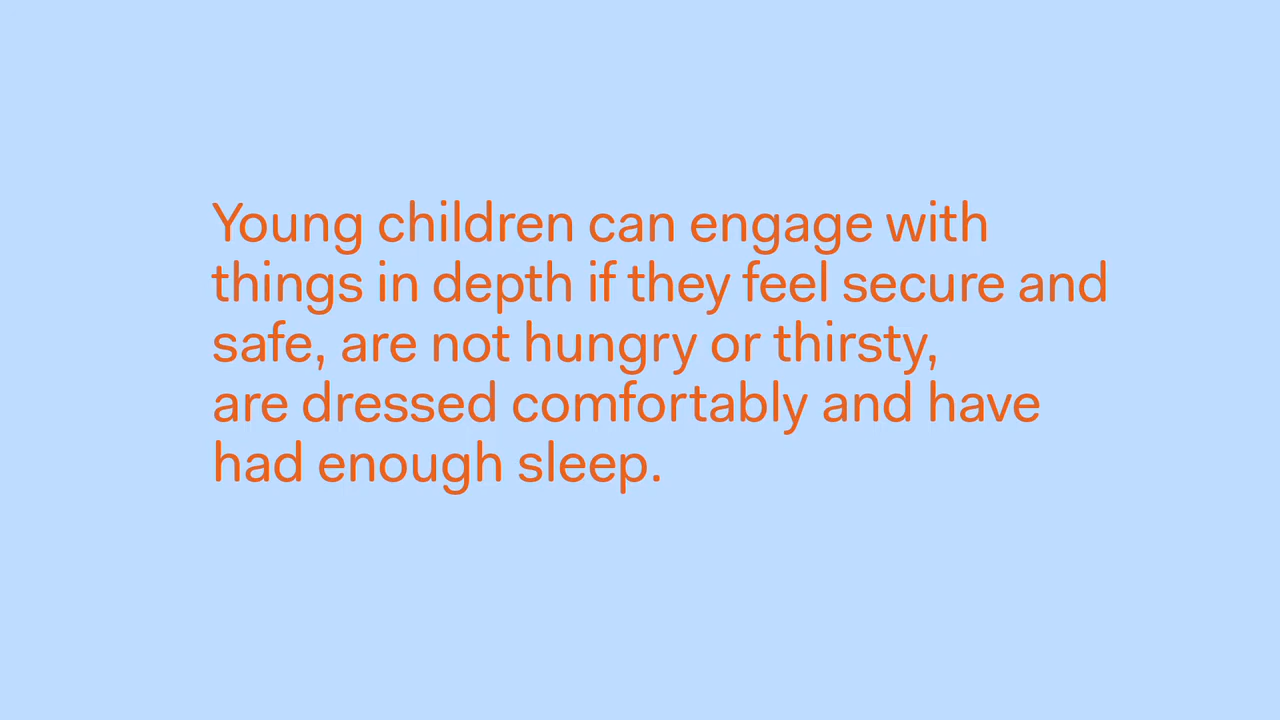 Young children can engage with
things in depth if they feel secure and
safe, are not hungry or thirsty,
are dressed comfortably and have
had enough sleep.